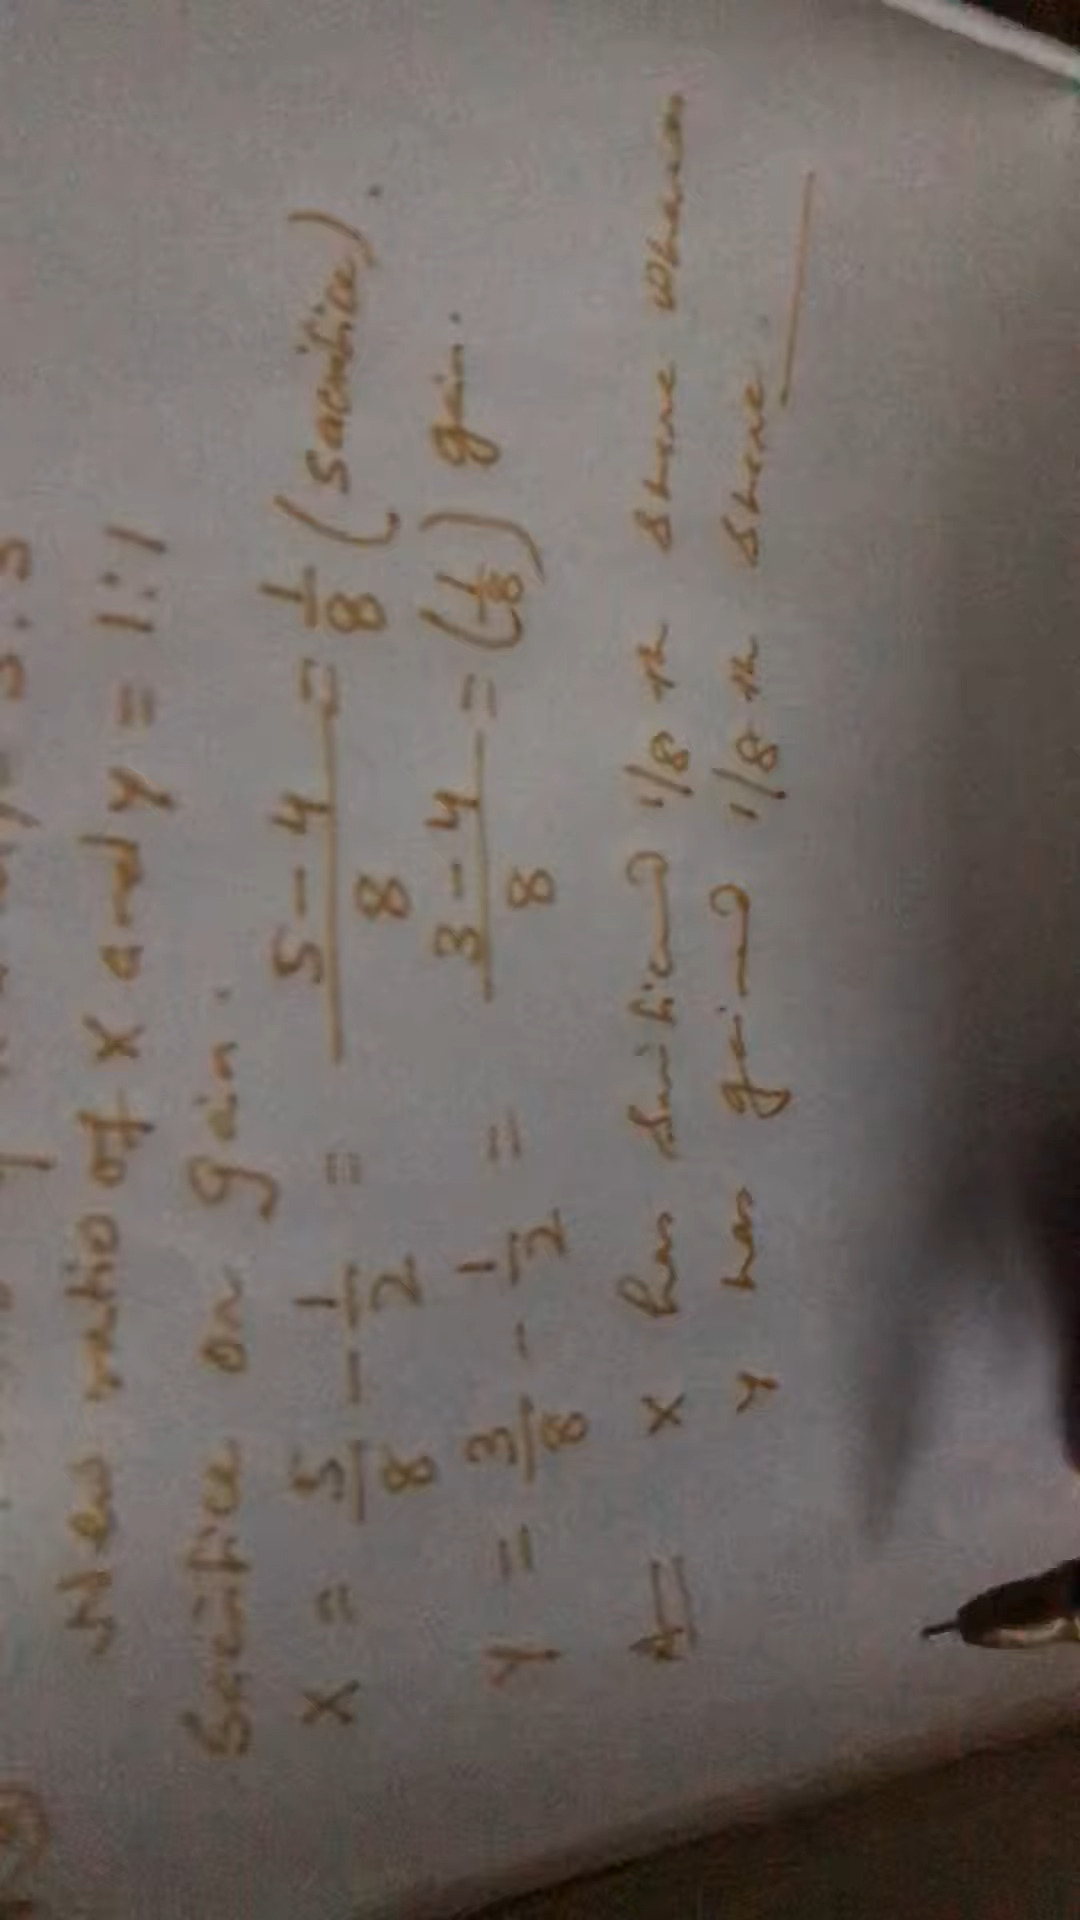 5:3
New ratio of X and Y = 1:1
Sacrifice or gain.
X = 5/8 - 1/2 = 5-4/8 = 1/8 (sacrifice).
Y = 3/8 - 1/2 = 3-4/8 = (1/8) gain.
X has sacrificed 1/8 th share whereas
Y has gained 1/8 th share